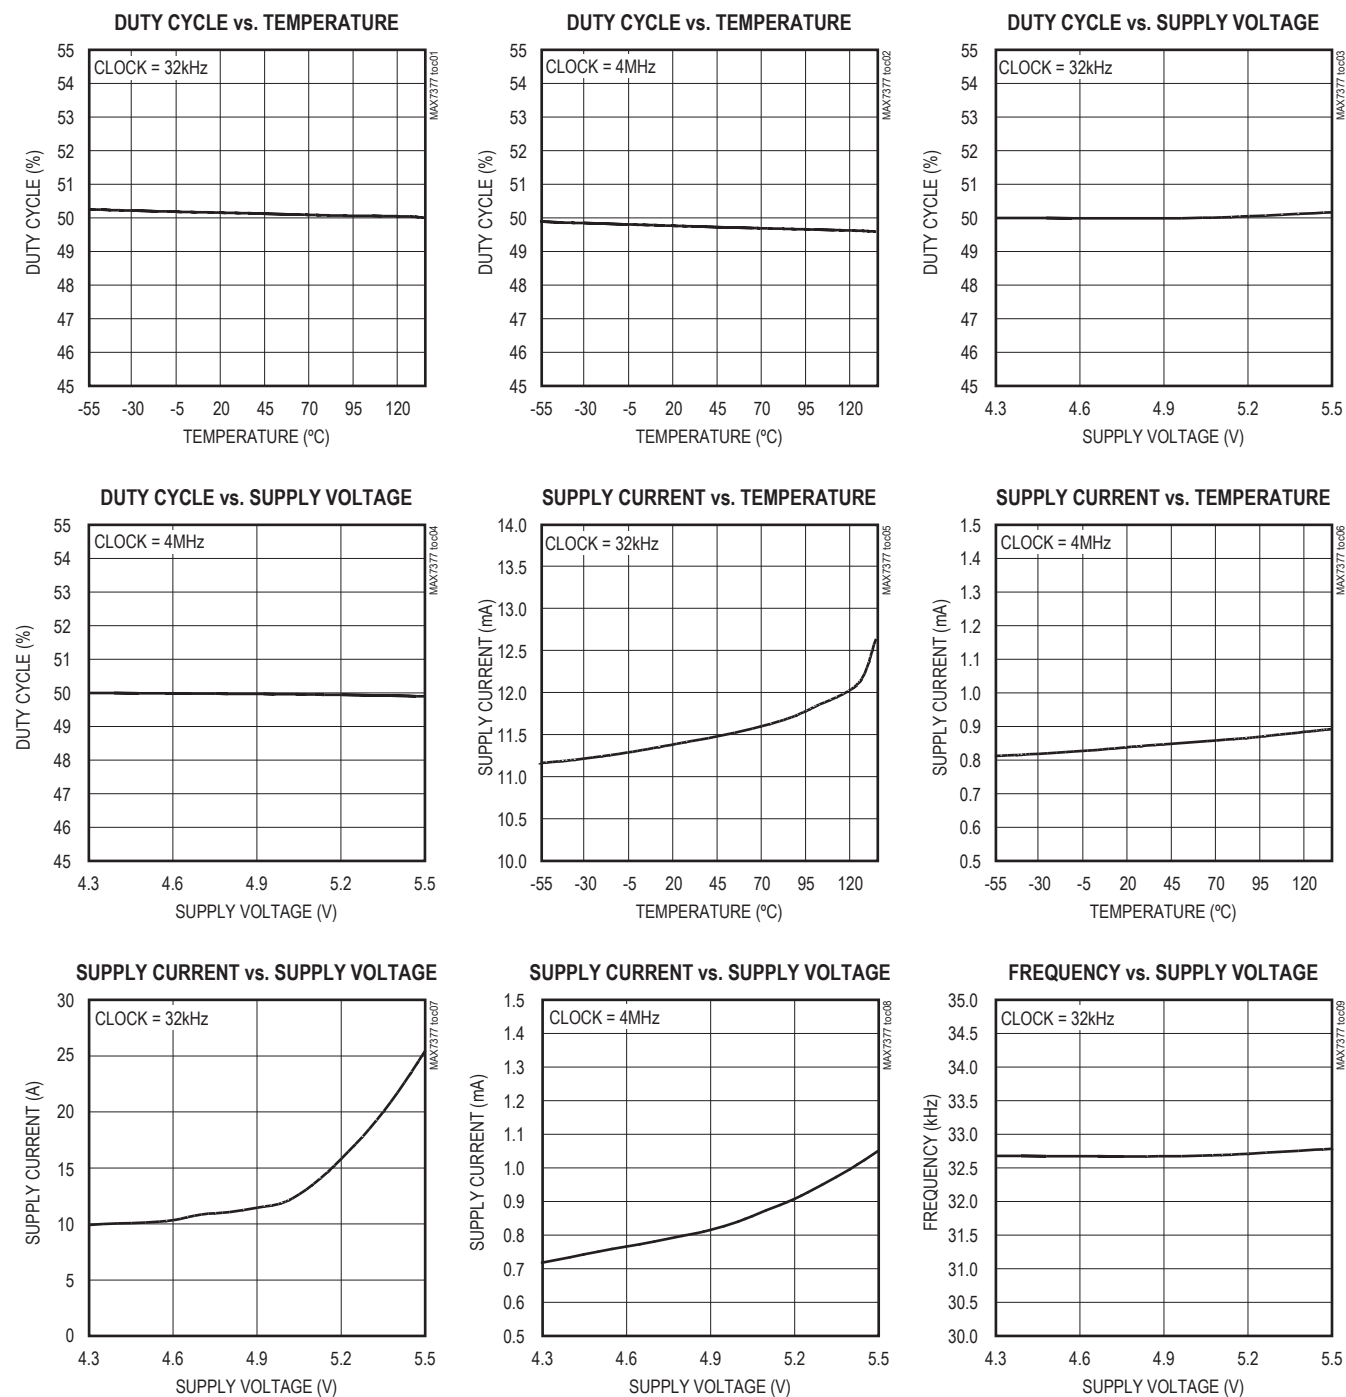 DUTY CYCLE vs. TEMPERATURE
CLOCK = 32kHz
MAX7377 toc01
DUTY CYCLE (%)
55
54
53
52
51
50
49
48
47
46
45
-55 -30 -5 20 45 70 95 120
TEMPERATURE (ºC)
DUTY CYCLE vs. TEMPERATURE
CLOCK = 4MHz
MAX7377 toc02
DUTY CYCLE (%)
55
54
53
52
51
50
49
48
47
46
45
-55 -30 -5 20 45 70 95 120
TEMPERATURE (ºC)
DUTY CYCLE vs. SUPPLY VOLTAGE
CLOCK = 32kHz
MAX7377 toc03
DUTY CYCLE (%)
55
54
53
52
51
50
49
48
47
46
45
4.3 4.6 4.9 5.2 5.5
SUPPLY VOLTAGE (V)
DUTY CYCLE vs. SUPPLY VOLTAGE
CLOCK = 4MHz
MAX7377 toc04
DUTY CYCLE (%)
55
54
53
52
51
50
49
48
47
46
45
4.3 4.6 4.9 5.2 5.5
SUPPLY VOLTAGE (V)
SUPPLY CURRENT vs. TEMPERATURE
CLOCK = 32kHz
MAX7377 toc05
SUPPLY CURRENT (mA)
14.0
13.5
13.0
12.5
12.0
11.5
11.0
10.5
10.0
-55 -30 -5 20 45 70 95 120
TEMPERATURE (ºC)
SUPPLY CURRENT vs. TEMPERATURE
CLOCK = 4MHz
MAX7377 toc06
SUPPLY CURRENT (mA)
1.5
1.4
1.3
1.2
1.1
1.0
0.9
0.8
0.7
0.6
0.5
-55 -30 -5 20 45 70 95 120
TEMPERATURE (ºC)
SUPPLY CURRENT vs. SUPPLY VOLTAGE
CLOCK = 32kHz
MAX7377 toc07
SUPPLY CURRENT (A)
30
25
20
15
10
5
0
4.3 4.6 4.9 5.2 5.5
SUPPLY VOLTAGE (V)
SUPPLY CURRENT vs. SUPPLY VOLTAGE
CLOCK = 4MHz
MAX7377 toc08
SUPPLY CURRENT (mA)
1.5
1.4
1.3
1.2
1.1
1.0
0.9
0.8
0.7
0.6
0.5
4.3 4.6 4.9 5.2 5.5
SUPPLY VOLTAGE (V)
FREQUENCY vs. SUPPLY VOLTAGE
CLOCK = 32kHz
MAX7377 toc09
FREQUENCY (kHz)
35.0
34.5
34.0
33.5
33.0
32.5
32.0
31.5
31.0
30.5
30.0
4.3 4.6 4.9 5.2 5.5
SUPPLY VOLTAGE (V)